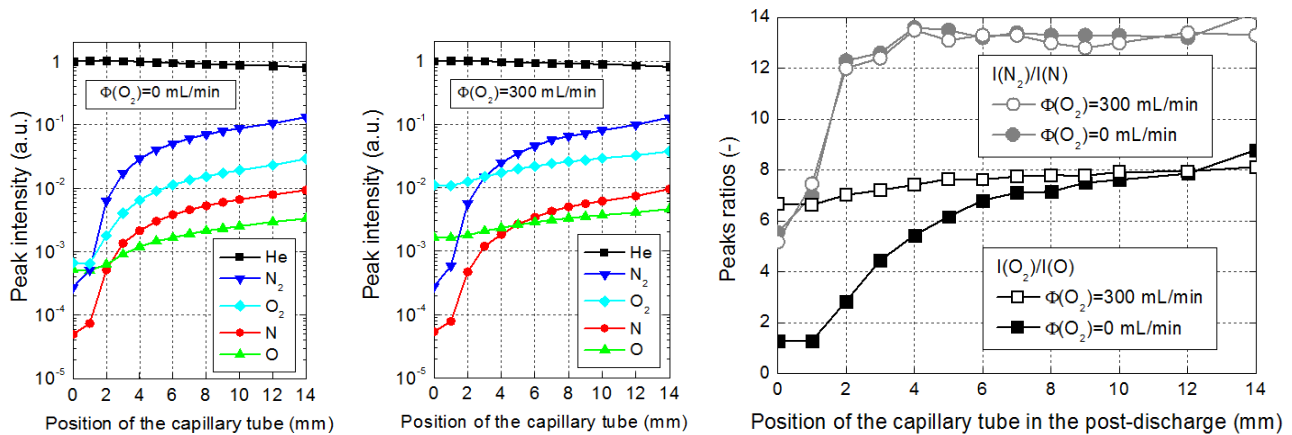 1
10⁻¹
10⁻²
10⁻³
10⁻⁴
10⁻⁵
Peak intensity (a.u.)
Φ(O₂)=0 mL/min
He
N₂
O₂
N
O
0 2 4 6 8 10 12 14
Position of the capillary tube (mm)
1
10⁻¹
10⁻²
10⁻³
10⁻⁴
10⁻⁵
Peak intensity (a.u.)
Φ(O₂)=300 mL/min
He
N₂
O₂
N
O
0 2 4 6 8 10 12 14
Position of the capillary tube (mm)
14
12
10
8
6
4
2
0
Peaks ratios (-)
I(N₂)/I(N)
Φ(O₂)=300 mL/min
Φ(O₂)=0 mL/min
I(O₂)/I(O)
Φ(O₂)=300 mL/min
Φ(O₂)=0 mL/min
0 2 4 6 8 10 12 14
Position of the capillary tube in the post-discharge (mm)